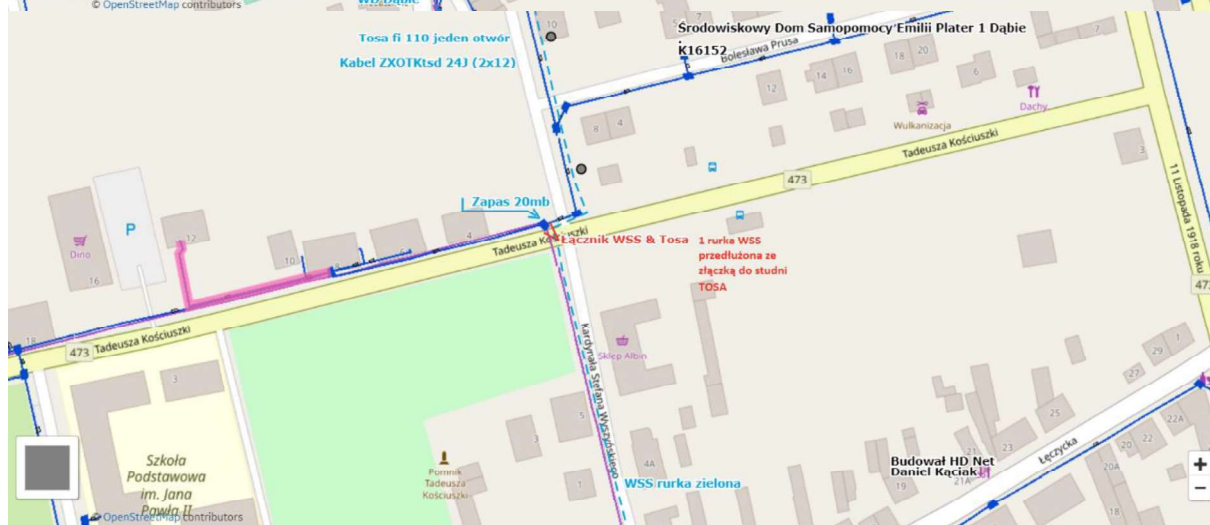 © OpenStreetMap contributors
WD Dąbie
Tosa fi 110 jeden otwór
Kabel ZXOTKtsd 24J (2x12)
10
Środowiskowy Dom Samopomocy Emilii Plater 1 Dąbie
K16152
Bolesława Prusa
7
14
16
18
20
6
12
8
4
Dachy
Wulkanizacja
Tadeusza Kościuszki
473
3
11 Listopada 1918 roku
Zapas 20mb
Łącznik WSS & Tosa
1 rurka WSS
przedłużona ze
złączką do studni
TOSA
P
Dino
16
12
10
8
6
4
Tadeusza Kościuszki
18
473
Tadeusza Kościuszki
3
Szkoła
Podstawowa
im. Jana
Pawła II
Kardynała Stefana Wyszyńskiego
Sklep Albin
5
3
1
4A
Pomnik
Tadeusza
Kościuszki
WSS rurka zielona
Budował HD Net
Daniel Kąciak
19
21A
21
23
25
27
29
1
Łęczycka
20
22
22A
20A
+
−
© OpenStreetMap contributors